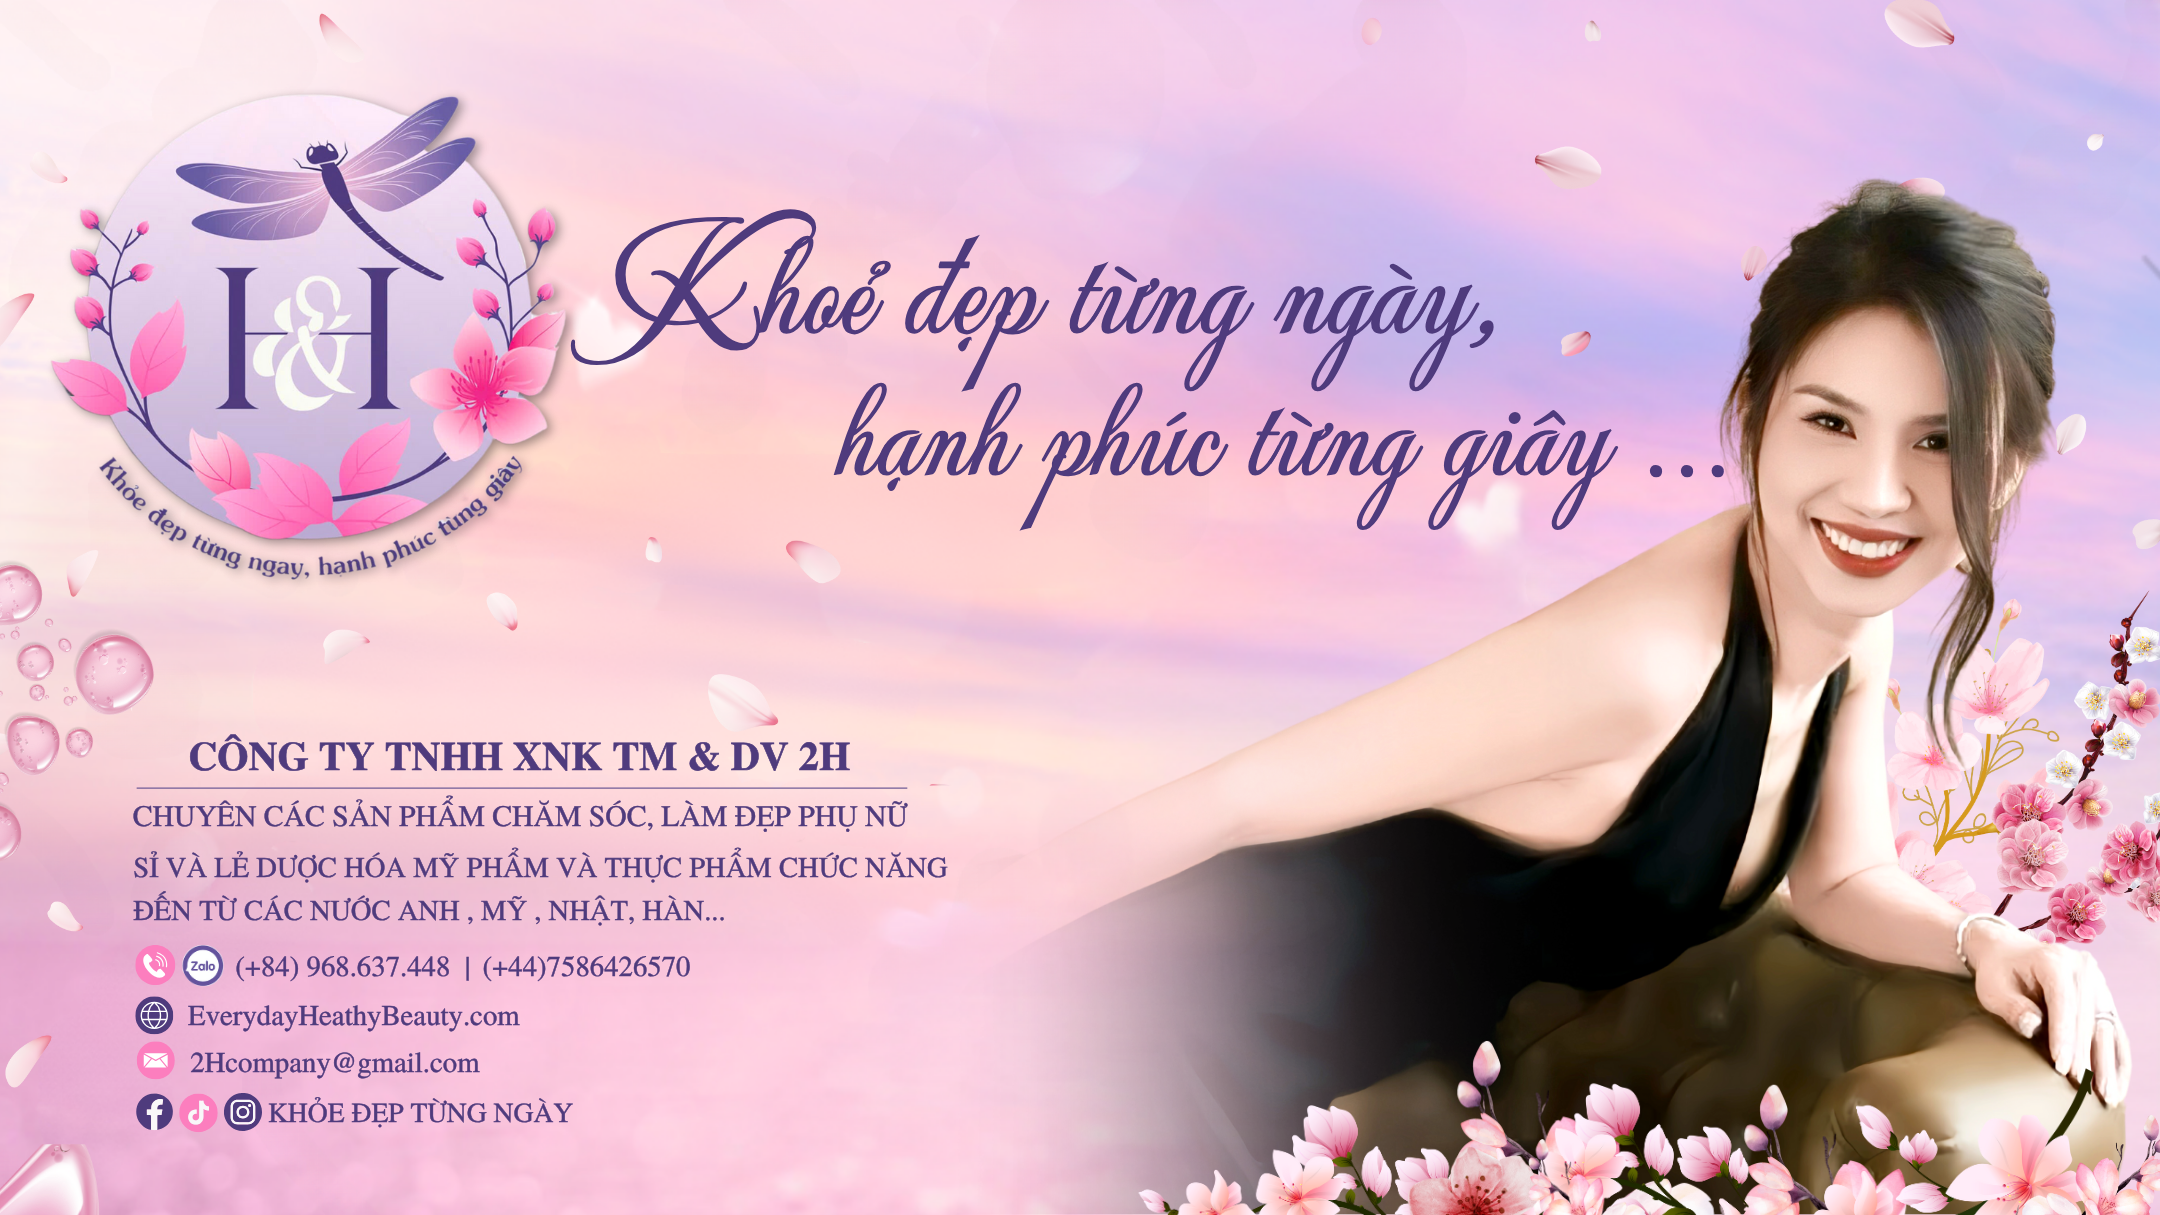 H&H
Khỏe đẹp từng ngay, hạnh phúc từng giây
Khoẻ đẹp từng ngày,
hạnh phúc từng giây ...
CÔNG TY TNHH XNK TM & DV 2H
CHUYÊN CÁC SẢN PHẨM CHĂM SÓC, LÀM ĐẸP PHỤ NỮ
SỈ VÀ LẺ DƯỢC HÓA MỸ PHẨM VÀ THỰC PHẨM CHỨC NĂNG
ĐẾN TỪ CÁC NƯỚC ANH , MỸ , NHẬT, HÀN...
Zalo (+84) 968.637.448 | (+44)7586426570
EverydayHeathyBeauty.com
2Hcompany@gmail.com
KHỎE ĐẸP TỪNG NGÀY